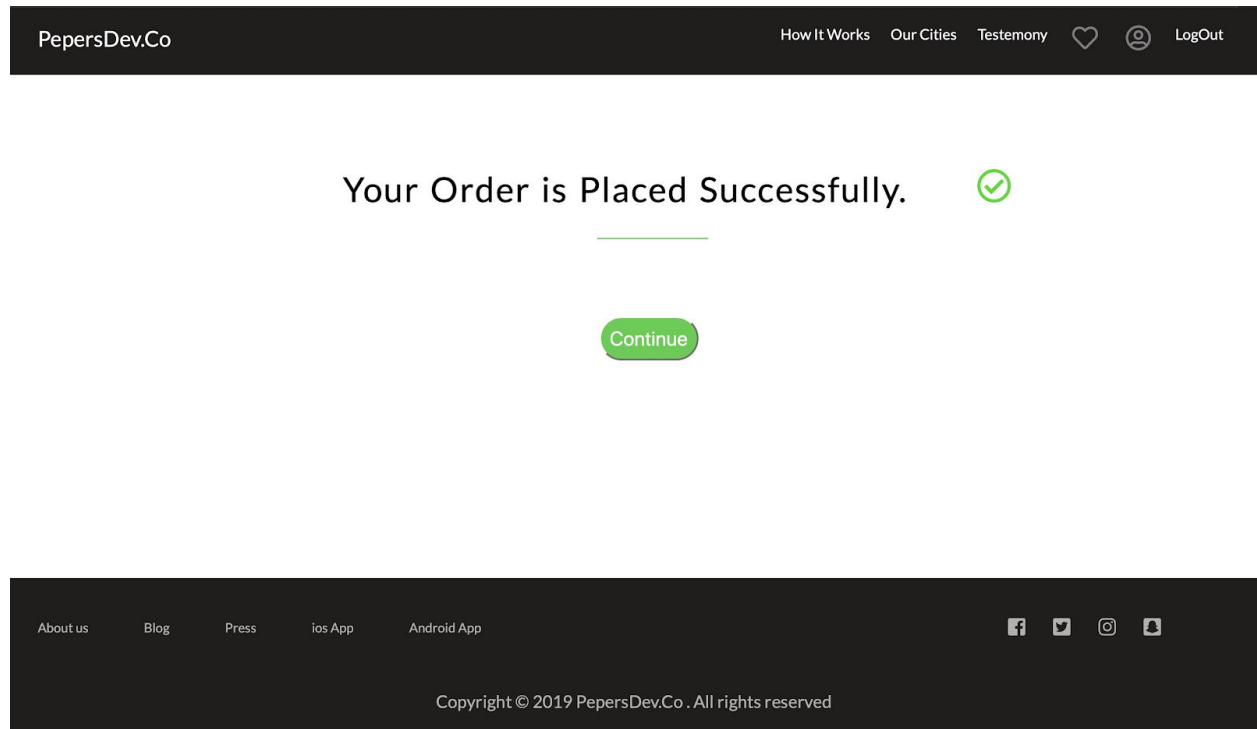 PepersDev.Co How It Works Our Cities Testemony LogOut
Your Order is Placed Successfully.
Continue
About us Blog Press ios App Android App
Copyright © 2019 PepersDev.Co . All rights reserved